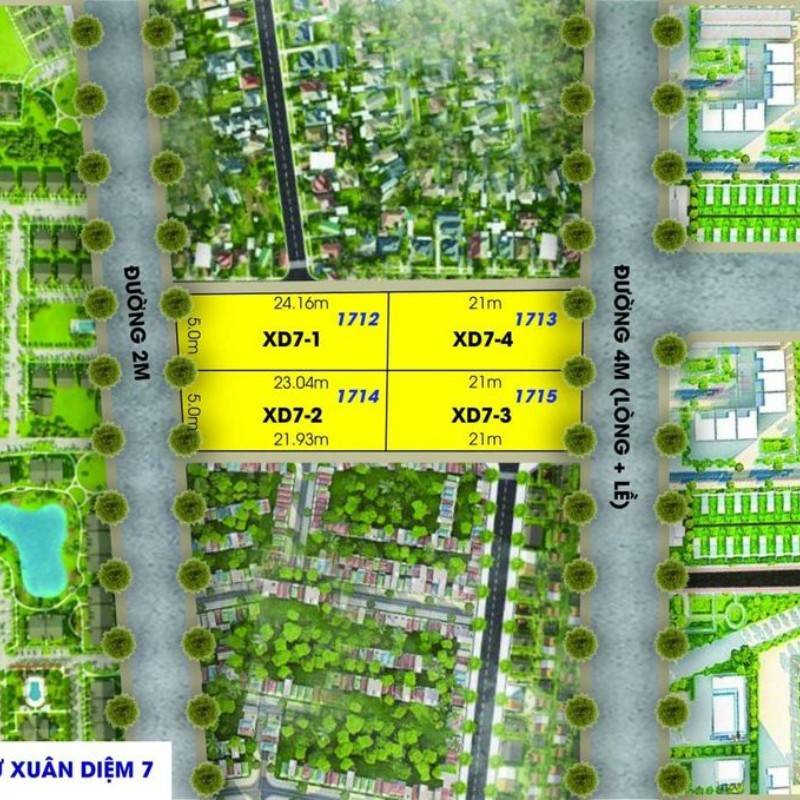 24.16m
21m
1712
1713
5.0m
XD7-1
XD7-4
ĐƯỜNG 2M
ĐƯỜNG 4M (LÒNG + LỀ)
23.04m
21m
1714
1715
5.0m
XD7-2
XD7-3
21.93m
21m
XUÂN DIỆM 7